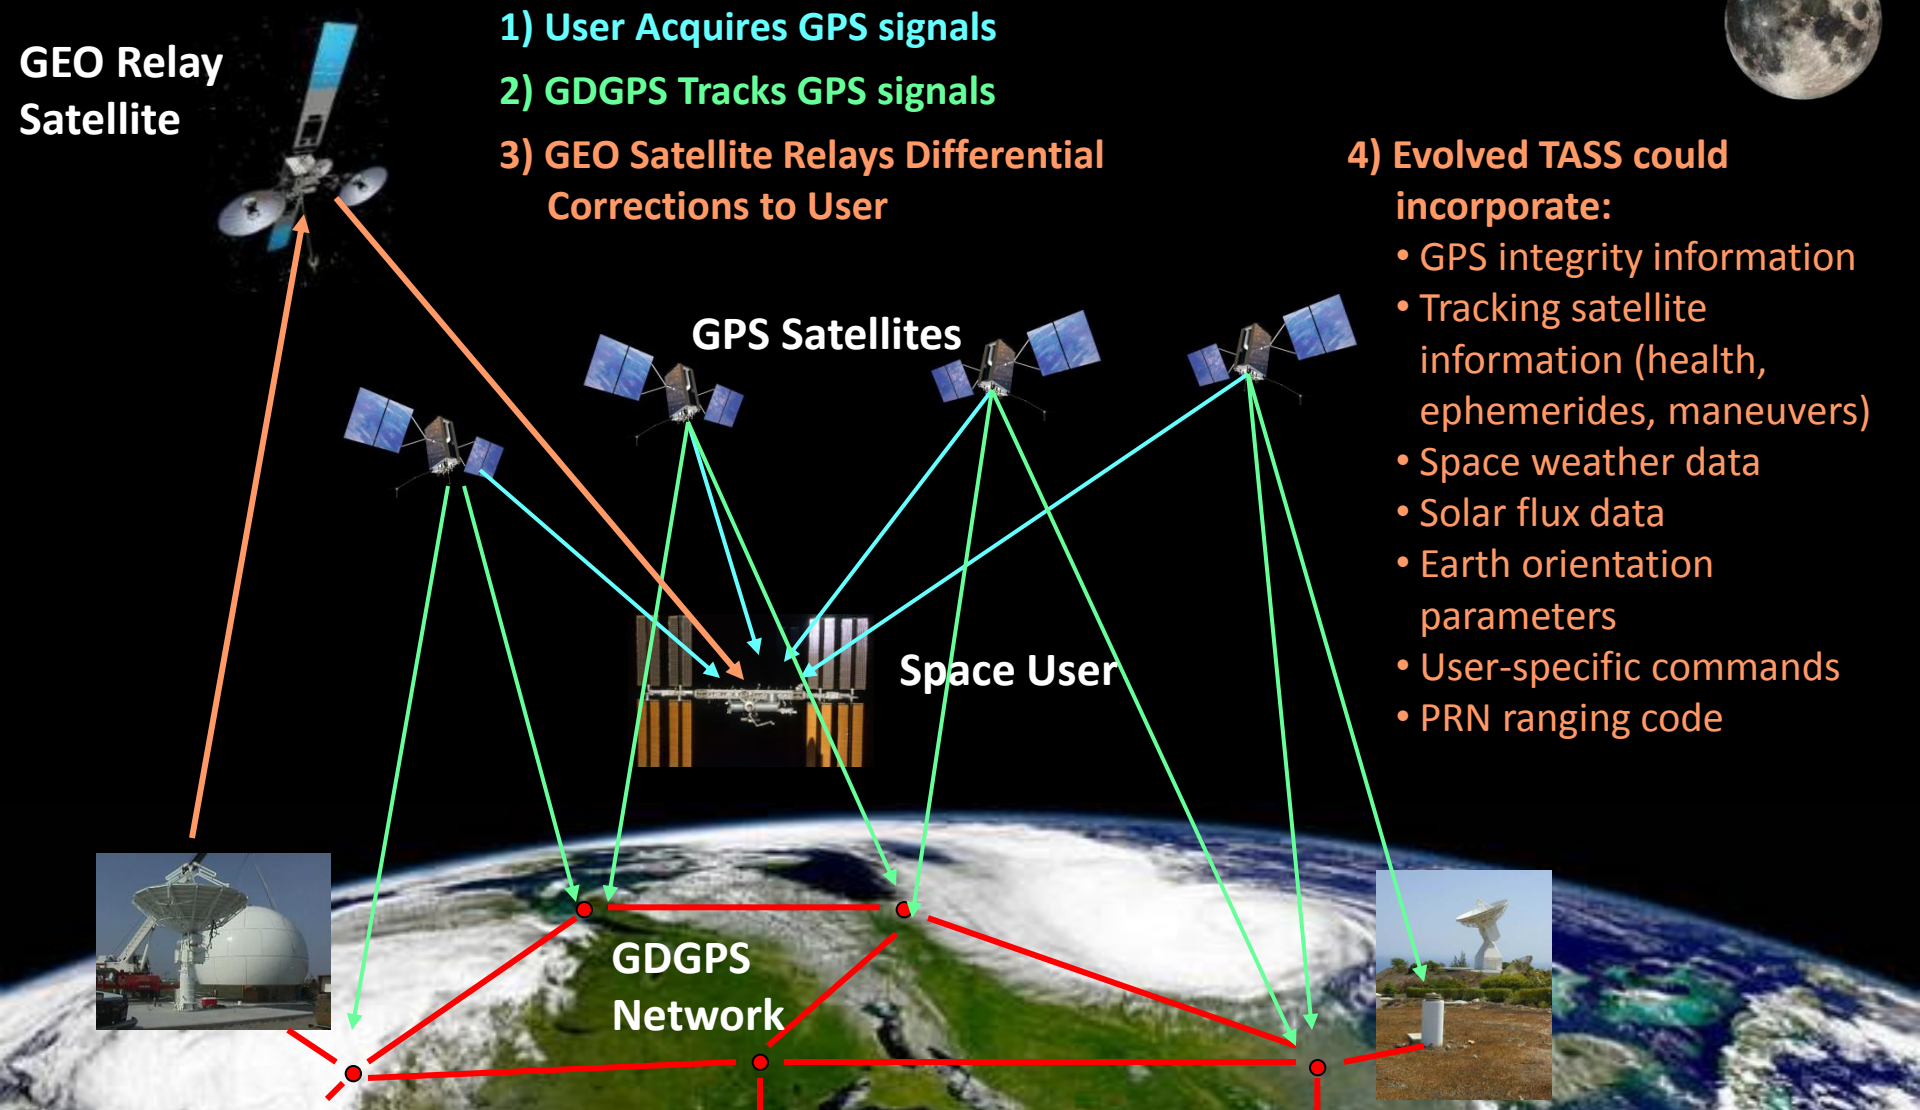 GEO Relay
Satellite
1) User Acquires GPS signals
2) GDGPS Tracks GPS signals
3) GEO Satellite Relays Differential
Corrections to User
4) Evolved TASS could
incorporate:
• GPS integrity information
• Tracking satellite
information (health,
ephemerides, maneuvers)
• Space weather data
• Solar flux data
• Earth orientation
parameters
• User-specific commands
• PRN ranging code
GPS Satellites
Space User
GDGPS
Network